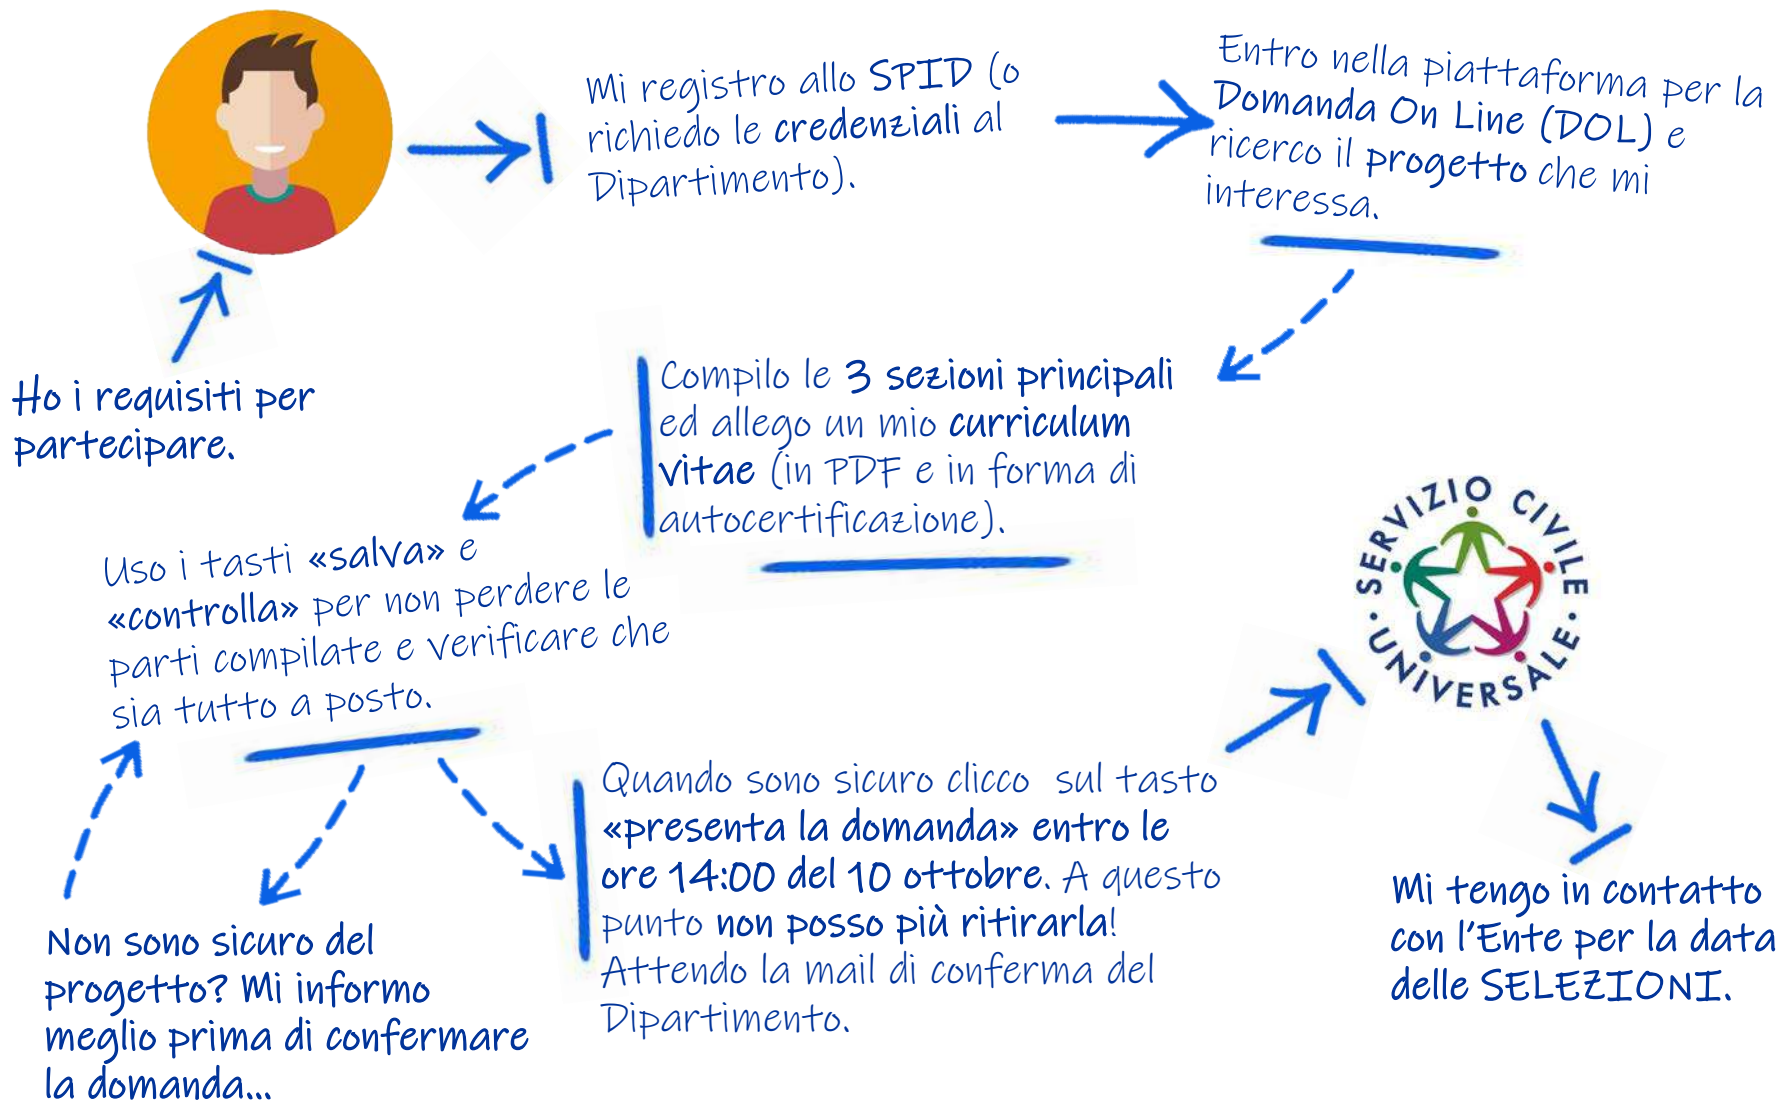 Ho i requisiti per
partecipare.
Mi registro allo SPID (o
richiedo le credenziali al
Dipartimento).
Entro nella piattaforma per la
Domanda On Line (DOL) e
ricerco il progetto che mi
interessa.
Compilo le 3 sezioni principali
ed allego un mio curriculum
vitae (in PDF e in forma di
autocertificazione).
Uso i tasti «salva» e
«controlla» per non perdere le
parti compilate e verificare che
sia tutto a posto.
Non sono sicuro del
progetto? Mi informo
meglio prima di confermare
la domanda...
Quando sono sicuro clicco sul tasto
«presenta la domanda» entro le
ore 14:00 del 10 ottobre. A questo
punto non posso più ritirarla!
Attendo la mail di conferma del
Dipartimento.
SERVIZIO CIVILE
· UNIVERSALE ·
Mi tengo in contatto
con l'Ente per la data
delle SELEZIONI.